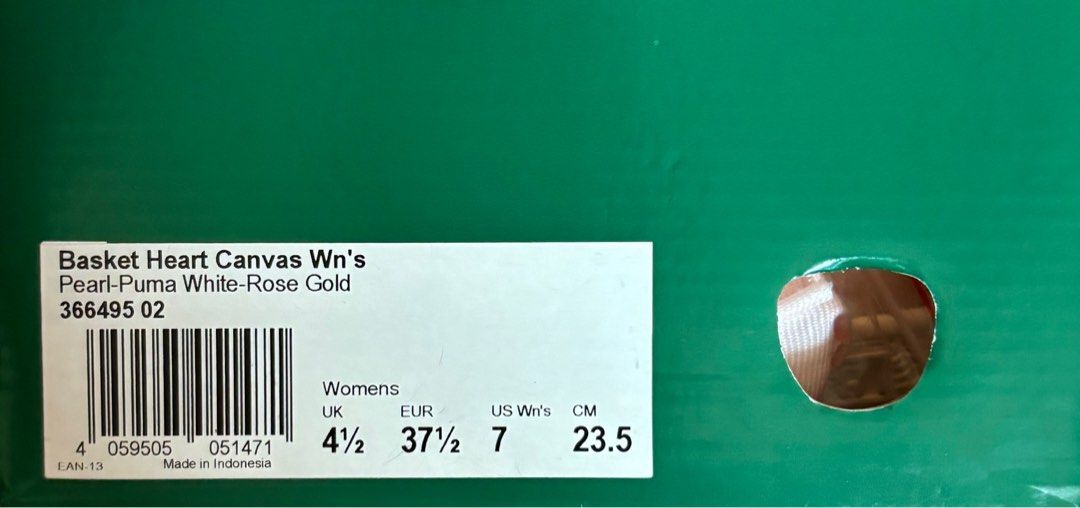 Basket Heart Canvas Wn's
Pearl-Puma White-Rose Gold
366495 02
Womens
UK EUR US Wn's CM
4½ 37½ 7 23.5
4 059505 051471
EAN-13 Made in Indonesia